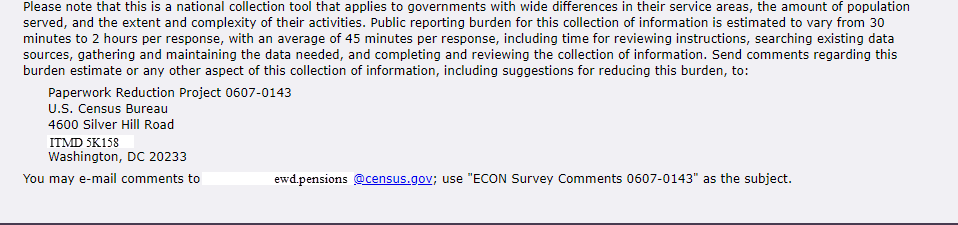 Please note that this is a national collection tool that applies to governments with wide differences in their service areas, the amount of population
served, and the extent and complexity of their activities. Public reporting burden for this collection of information is estimated to vary from 30
minutes to 2 hours per response, with an average of 45 minutes per response, including time for reviewing instructions, searching existing data
sources, gathering and maintaining the data needed, and completing and reviewing the collection of information. Send comments regarding this
burden estimate or any other aspect of this collection of information, including suggestions for reducing this burden, to:
Paperwork Reduction Project 0607-0143
U.S. Census Bureau
4600 Silver Hill Road
ITMD 5K158
Washington, DC 20233
You may e-mail comments to ewd.pensions @census.gov; use "ECON Survey Comments 0607-0143" as the subject.